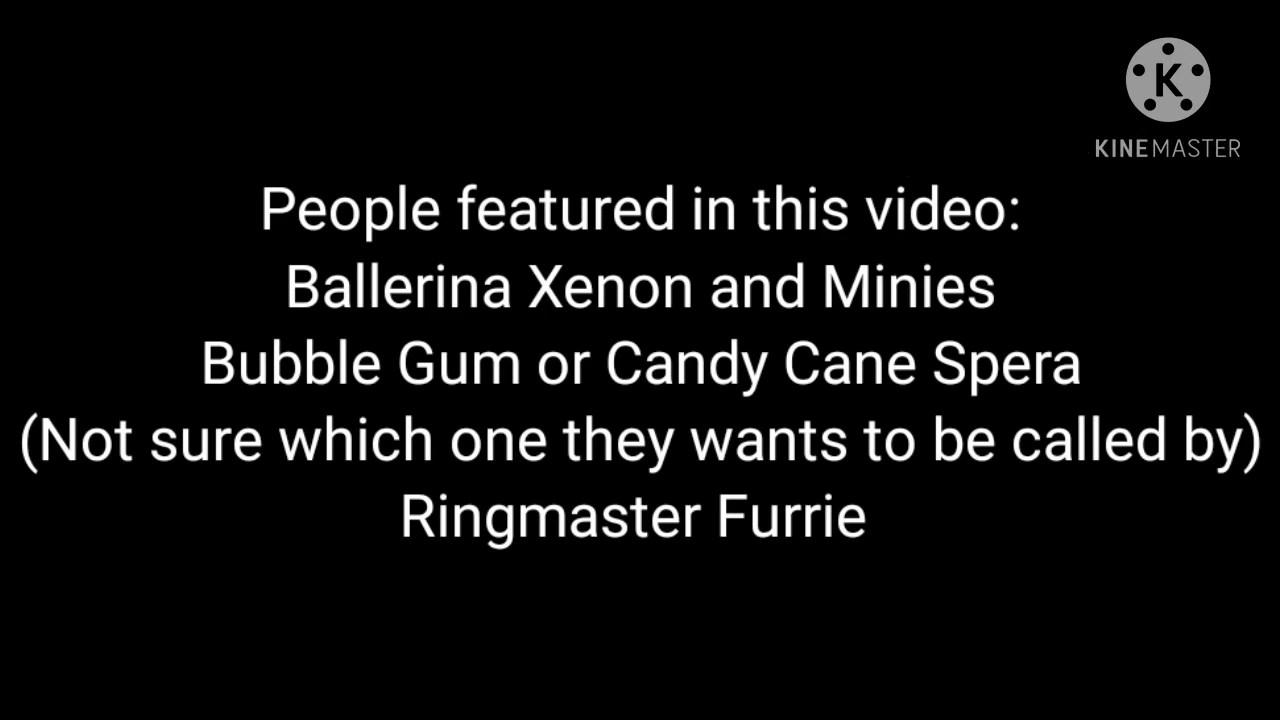 K
KINEMASTER
People featured in this video:
Ballerina Xenon and Minies
Bubble Gum or Candy Cane Spera
(Not sure which one they wants to be called by)
Ringmaster Furrie